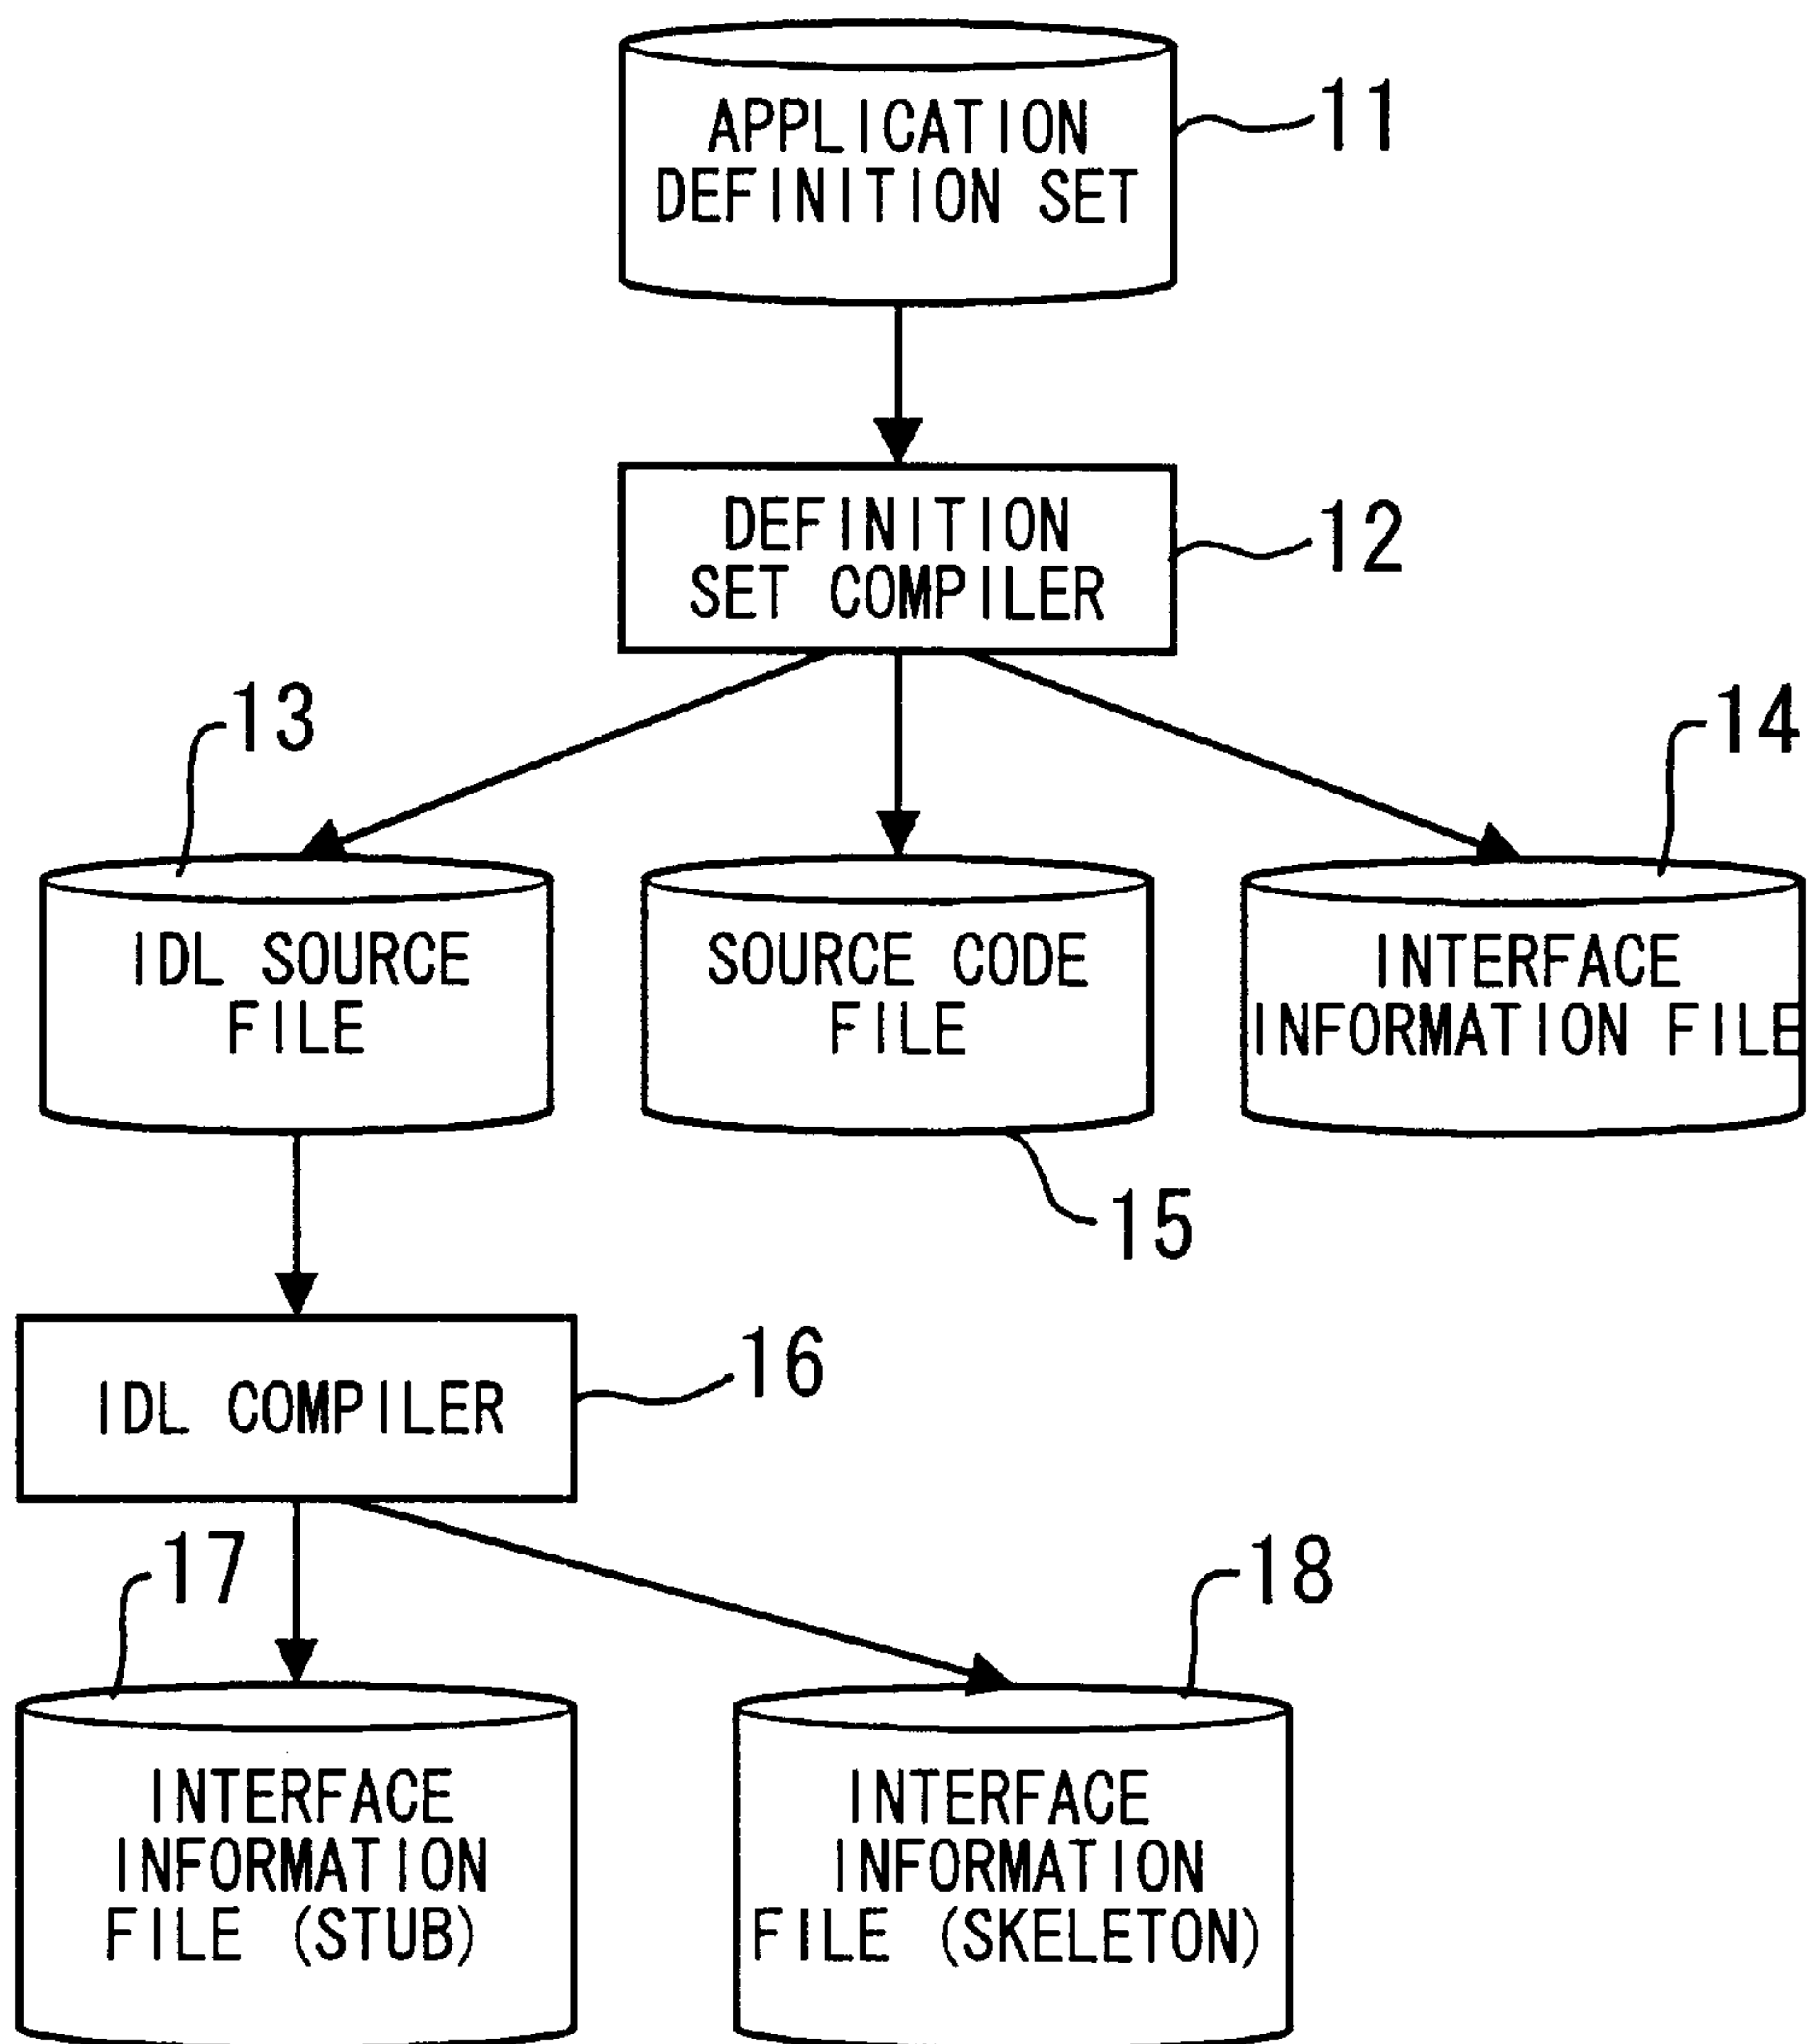 APPLICATION
DEFINITION SET
11
DEFINITION
SET COMPILER
12
13
14
IDL SOURCE
FILE
SOURCE CODE
FILE
INTERFACE
INFORMATION FILE
15
IDL COMPILER
16
17
18
INTERFACE
INFORMATION
FILE (STUB)
INTERFACE
INFORMATION
FILE (SKELETON)